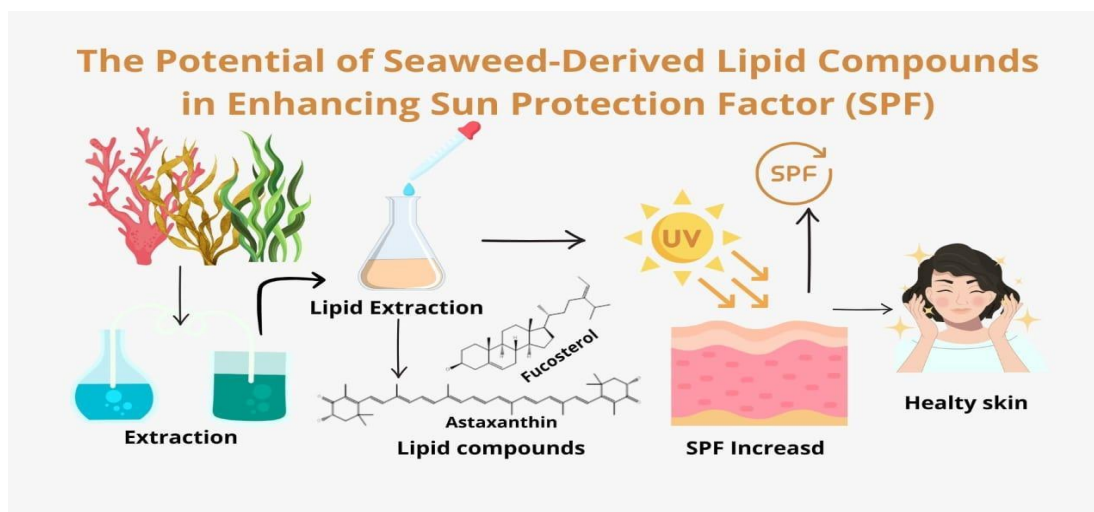 The Potential of Seaweed-Derived Lipid Compounds
in Enhancing Sun Protection Factor (SPF)
SPF
UV
Lipid Extraction
Fucosterol
Astaxanthin
Lipid compounds
Extraction
SPF Increasd
Healty skin